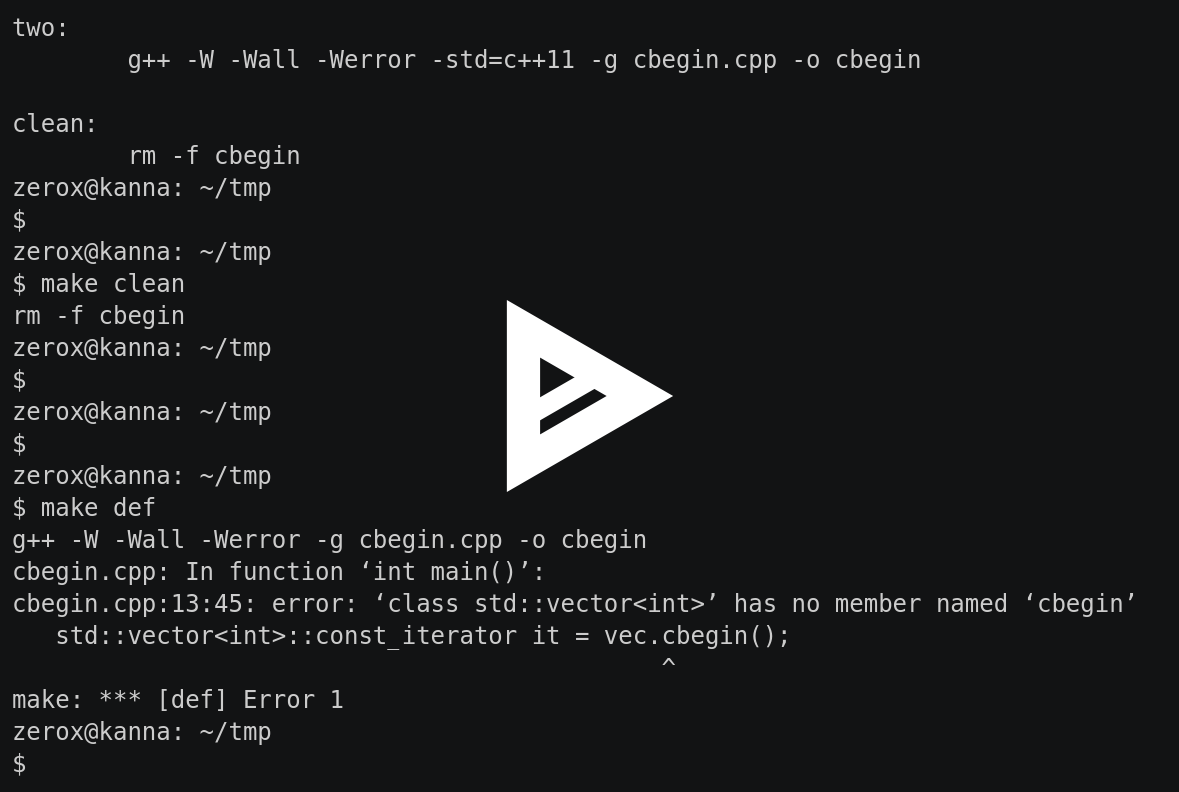 two:
        g++ -W -Wall -Werror -std=c++11 -g cbegin.cpp -o cbegin

clean:
        rm -f cbegin
zerox@kanna: ~/tmp
$
zerox@kanna: ~/tmp
$ make clean
rm -f cbegin
zerox@kanna: ~/tmp
$
zerox@kanna: ~/tmp
$
zerox@kanna: ~/tmp
$ make def
g++ -W -Wall -Werror -g cbegin.cpp -o cbegin
cbegin.cpp: In function ‘int main()’:
cbegin.cpp:13:45: error: ‘class std::vector<int>’ has no member named ‘cbegin’
   std::vector<int>::const_iterator it = vec.cbegin();
                                             ^
make: *** [def] Error 1
zerox@kanna: ~/tmp
$